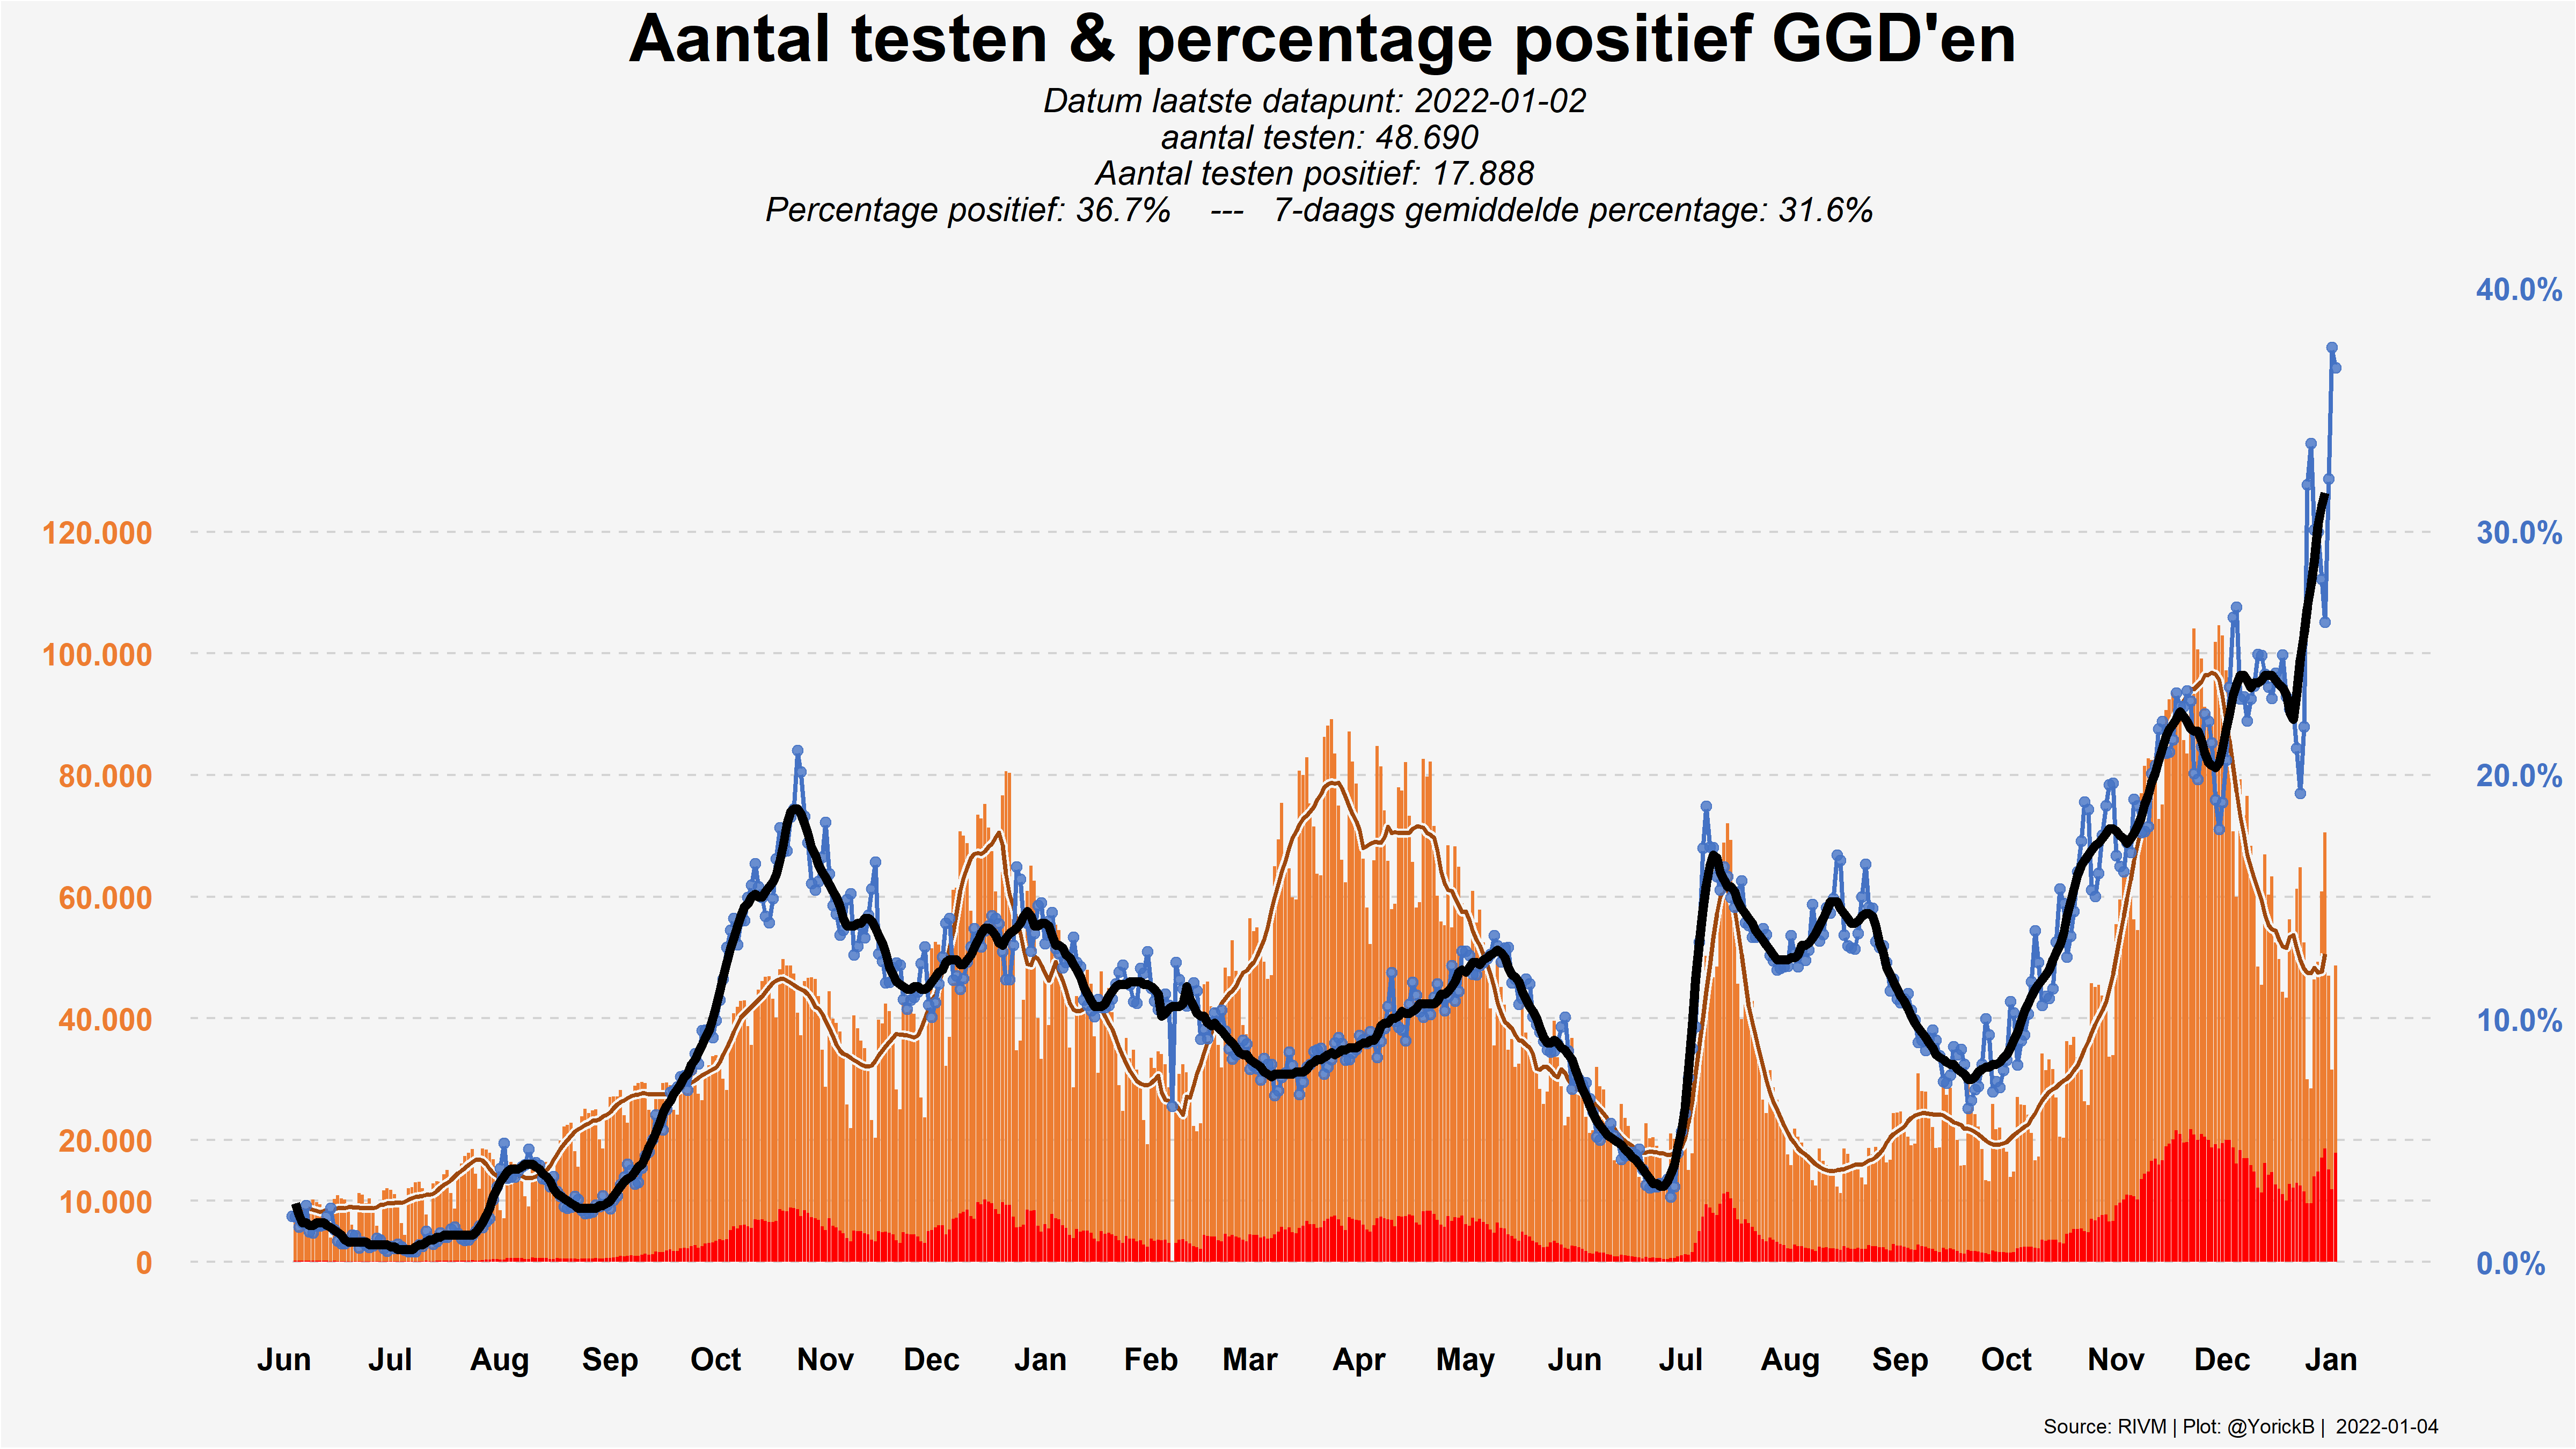 Aantal testen & percentage positief GGD'en
Datum laatste datapunt: 2022-01-02
aantal testen: 48.690
Aantal testen positief: 17.888
Percentage positief: 36.7% --- 7-daags gemiddelde percentage: 31.6%
40.0%
120.000 30.0%
100.000
80.000 20.0%
60.000
40.000 10.0%
20.000
10.000
0 0.0%
Jun Jul Aug Sep Oct Nov Dec Jan Feb Mar Apr May Jun Jul Aug Sep Oct Nov Dec Jan
Source: RIVM | Plot: @YorickB | 2022-01-04